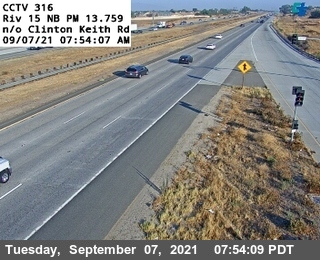 CCTV 316
Riv 15 NB PM 13.759
n/o Clinton Keith Rd
09/07/21 07:54:07 AM
Tuesday, September 07, 2021 07:54:09 PDT